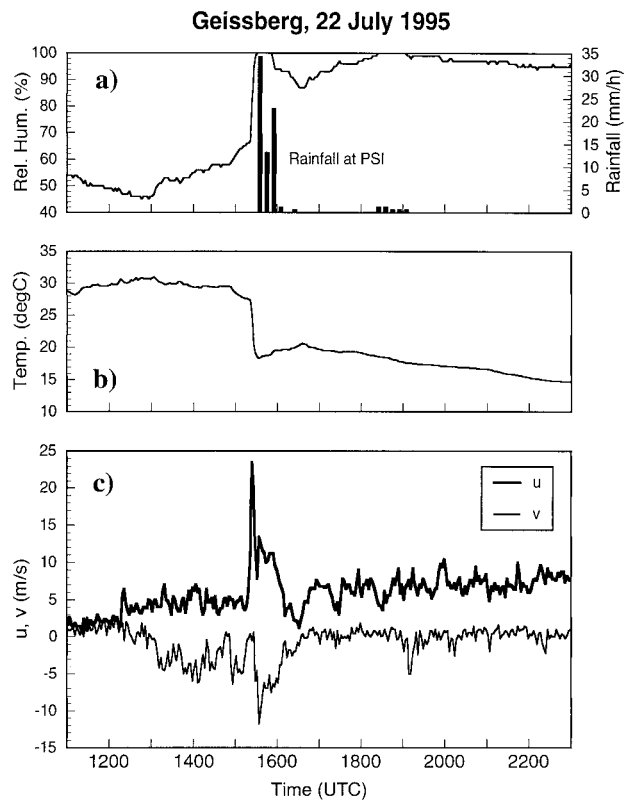 Geissberg, 22 July 1995
a)
Rel. Hum. (%)
100
90
80
70
60
50
40
Rainfall at PSI
35
30
25
20
15
10
5
0
Rainfall (mm/h)
b)
Temp. (degC)
35
30
25
20
15
10
c)
u, v (m/s)
25
20
15
10
5
0
-5
-10
-15
u
v
1200 1400 1600 1800 2000 2200
Time (UTC)